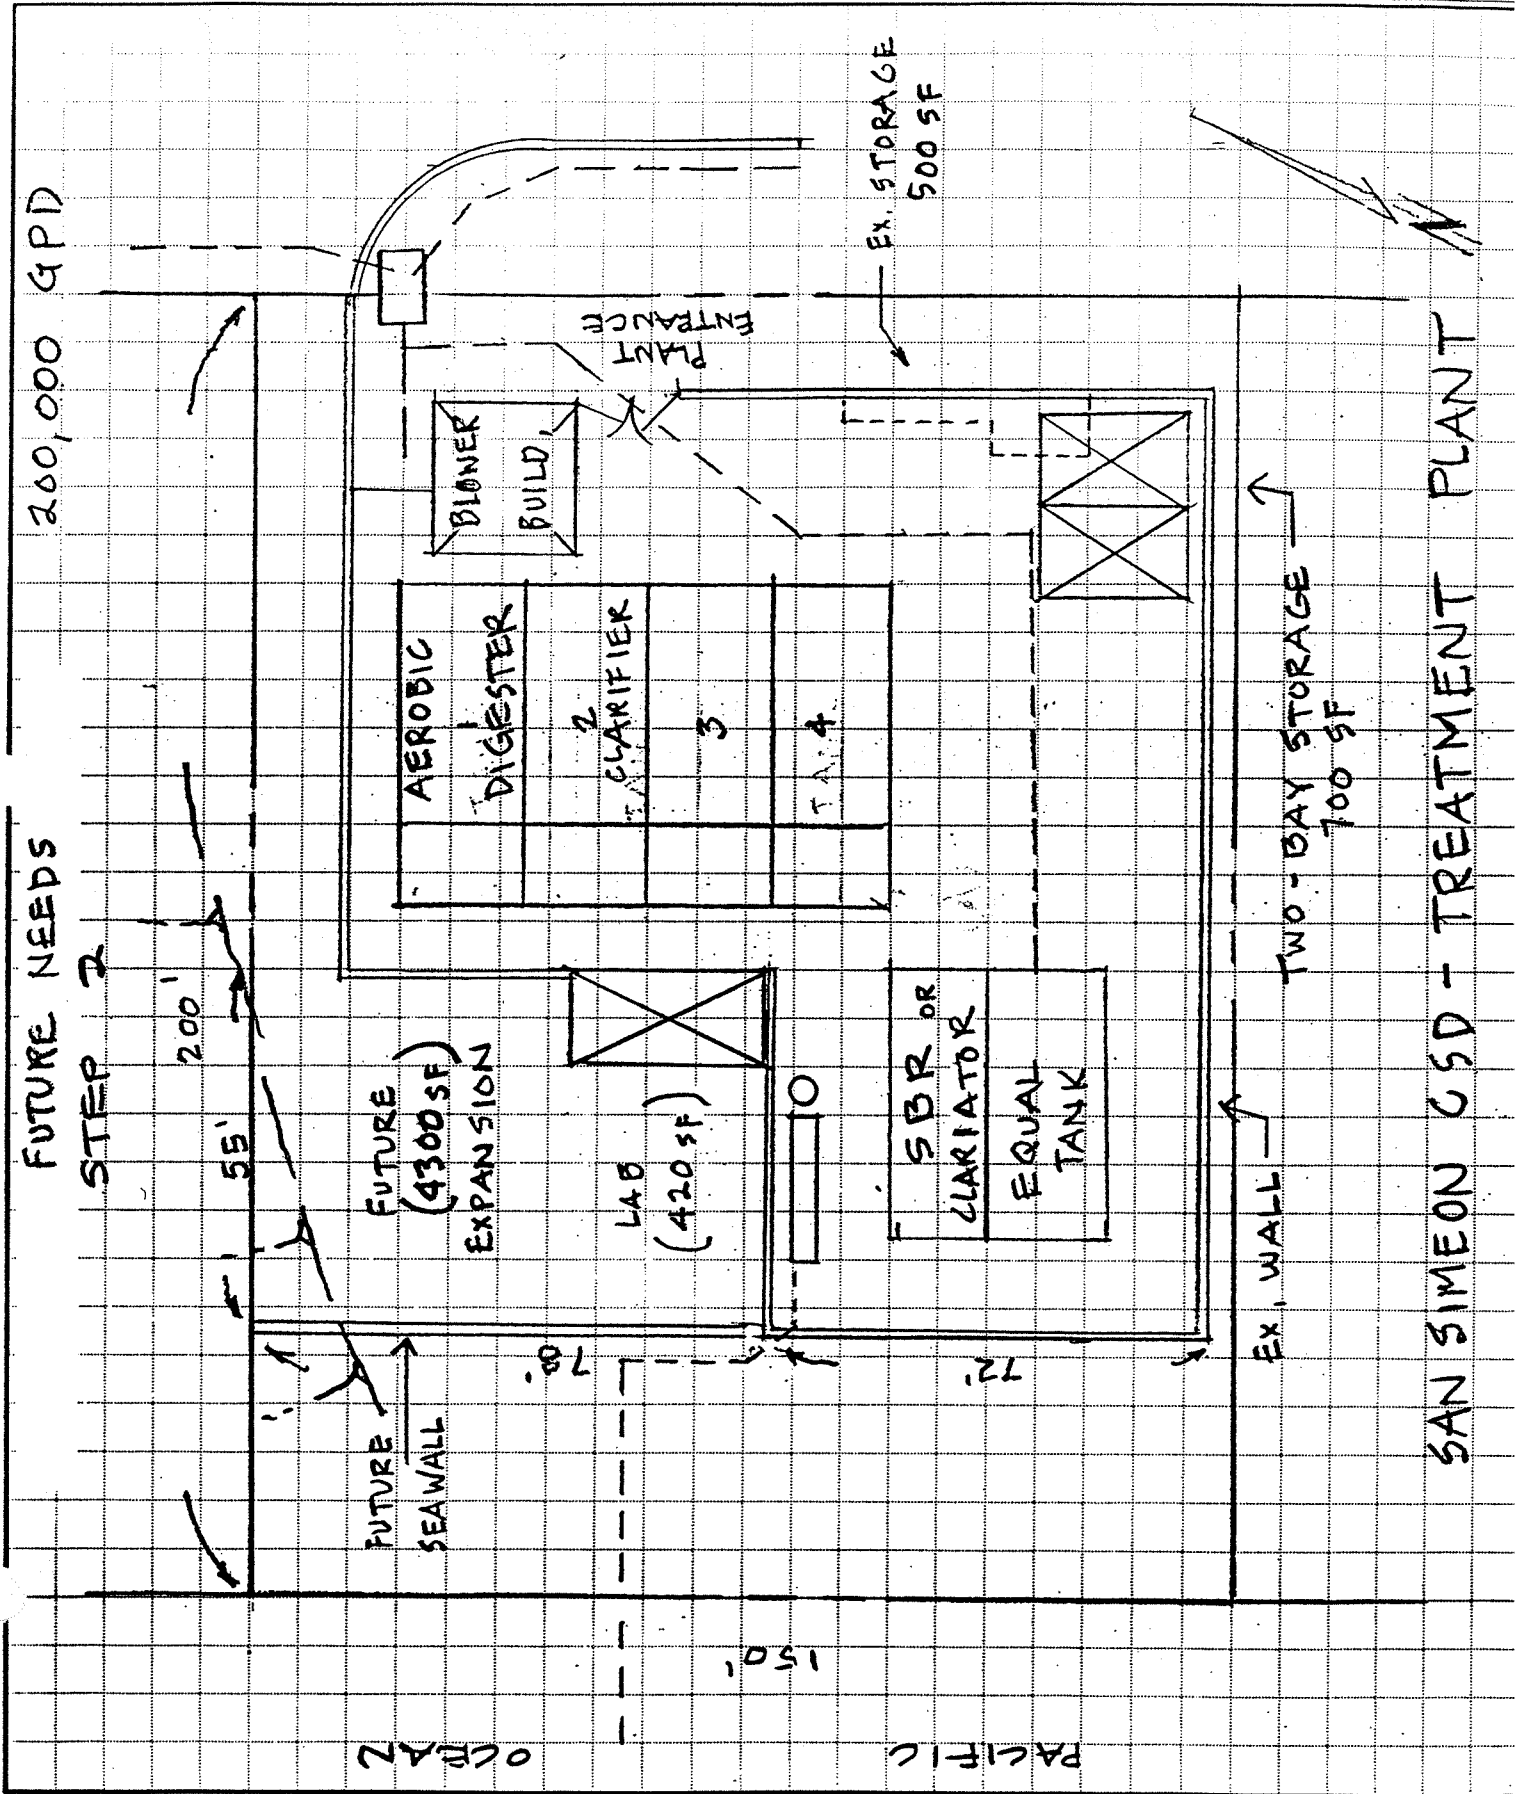 FUTURE NEEDS
STEP 2
200,000 GPD
200'
55'
FUTURE
(4300 SF)
EXPANSION
LAB
(420 SF)
FUTURE
SEAWALL
78'
72'
150'
PACIFIC
OCEAN
AEROBIC
DIGESTER
2
CLARIFIER
3
4
BLOWER
BUILD.
PLANT
ENTRANCE
EX. STORAGE
500 SF
SBR OR
CLARIATOR
EQUAL
TANK
EX. WALL
TWO-BAY STORAGE
700 SF
N
SAN SIMEON CSD - TREATMENT PLANT